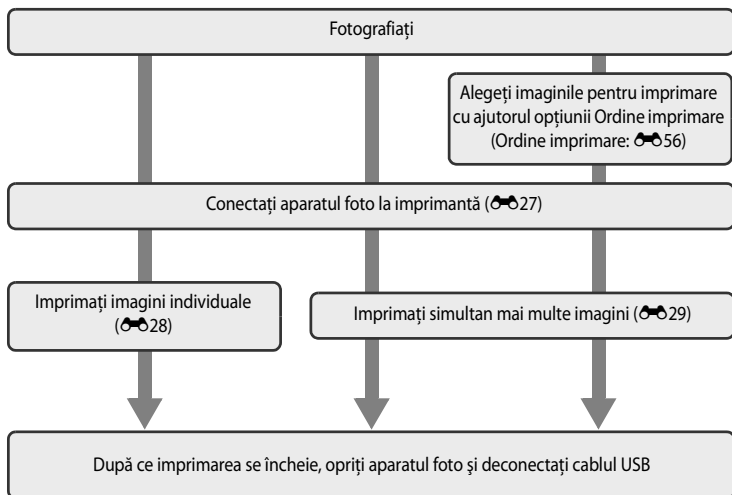 Fotografiați
Alegeți imaginile pentru imprimare
cu ajutorul opțiunii Ordine imprimare
(Ordine imprimare: 56)
Conectați aparatul foto la imprimantă (27)
Imprimați imagini individuale
(28)
Imprimați simultan mai multe imagini (29)
După ce imprimarea se încheie, opriți aparatul foto şi deconectați cablul USB